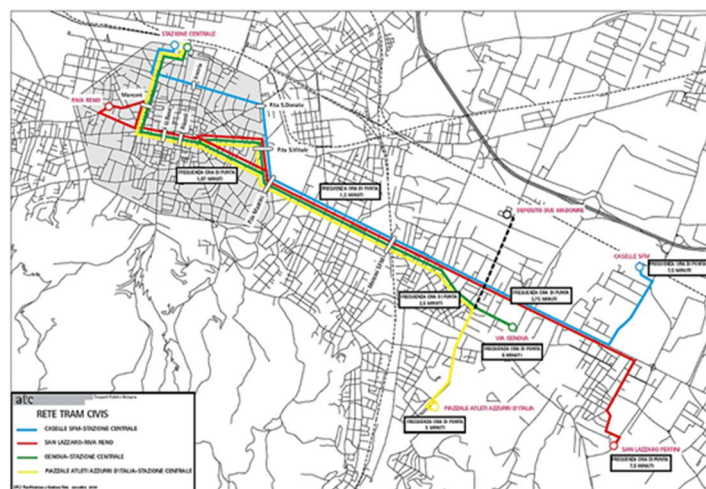 STAZIONE CENTRALE
RIVA RENO
Marconi
P.ta S.Donato
P.ta S.Vitale
FREQUENZA ORA DI PUNTA
1,07 MINUTI
FREQUENZA ORA DI PUNTA
1,5 MINUTI
DEPOSITO DUE MADONNE
CASELLE SFM
FREQUENZA ORA DI PUNTA
7,5 MINUTI
FREQUENZA ORA DI PUNTA
2,5 MINUTI
FREQUENZA ORA DI PUNTA
3,75 MINUTI
VIA GENOVA
FREQUENZA ORA DI PUNTA
5 MINUTI
PIAZZALE ATLETI AZZURRI D'ITALIA
FREQUENZA ORA DI PUNTA
5 MINUTI
SAN LAZZARO PERTINI
FREQUENZA ORA DI PUNTA
7,5 MINUTI
atc
Trasporti Pubblici Bologna
RETE TRAM CIVIS
CASELLE SFM-STAZIONE CENTRALE
SAN LAZZARO-RIVA RENO
GENOVA-STAZIONE CENTRALE
PIAZZALE ATLETI AZZURRI D'ITALIA-STAZIONE CENTRALE